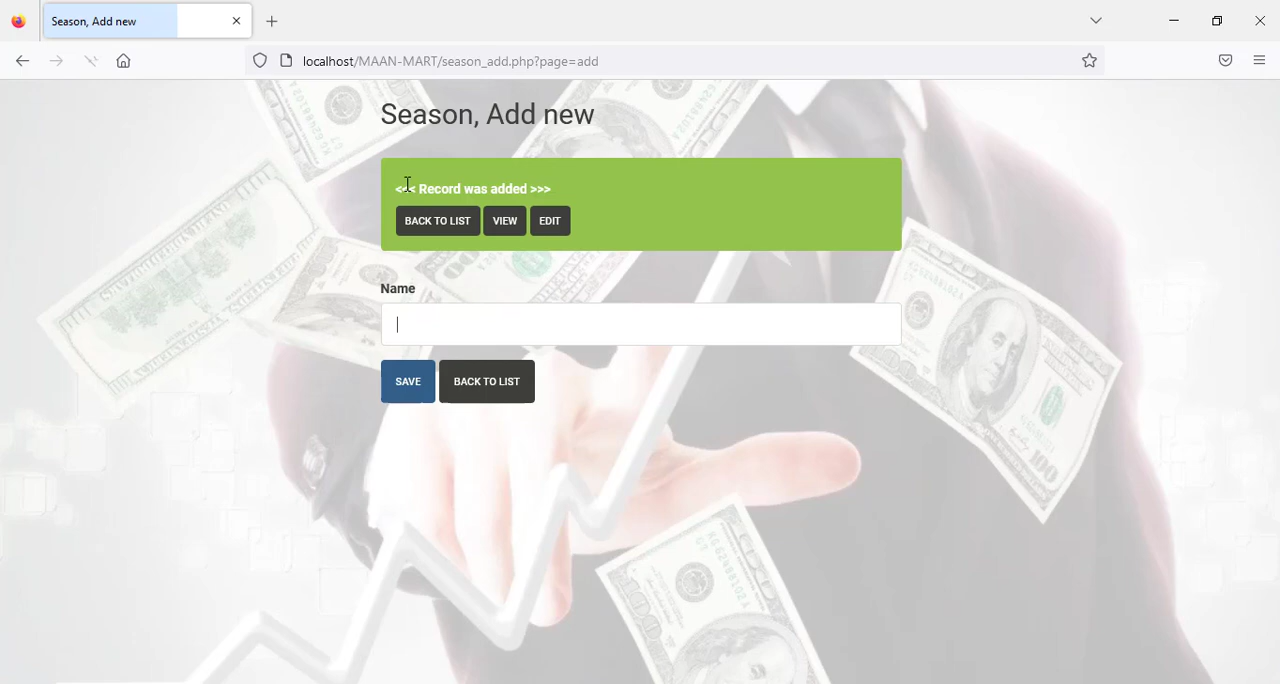 Season, Add new
localhost/MAAN-MART/season_add.php?page=add
Season, Add new
<<< Record was added >>>
BACK TO LIST VIEW EDIT
Name
SAVE BACK TO LIST